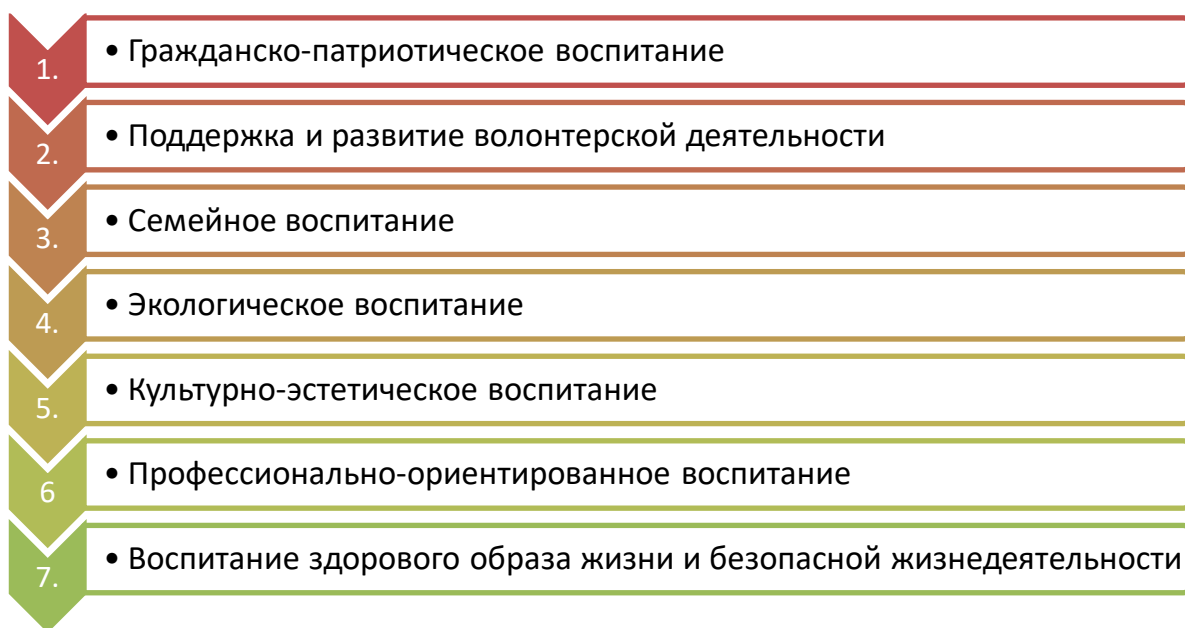 1. • Гражданско-патриотическое воспитание
2. • Поддержка и развитие волонтерской деятельности
3. • Семейное воспитание
4. • Экологическое воспитание
5. • Культурно-эстетическое воспитание
6 • Профессионально-ориентированное воспитание
7. • Воспитание здорового образа жизни и безопасной жизнедеятельности